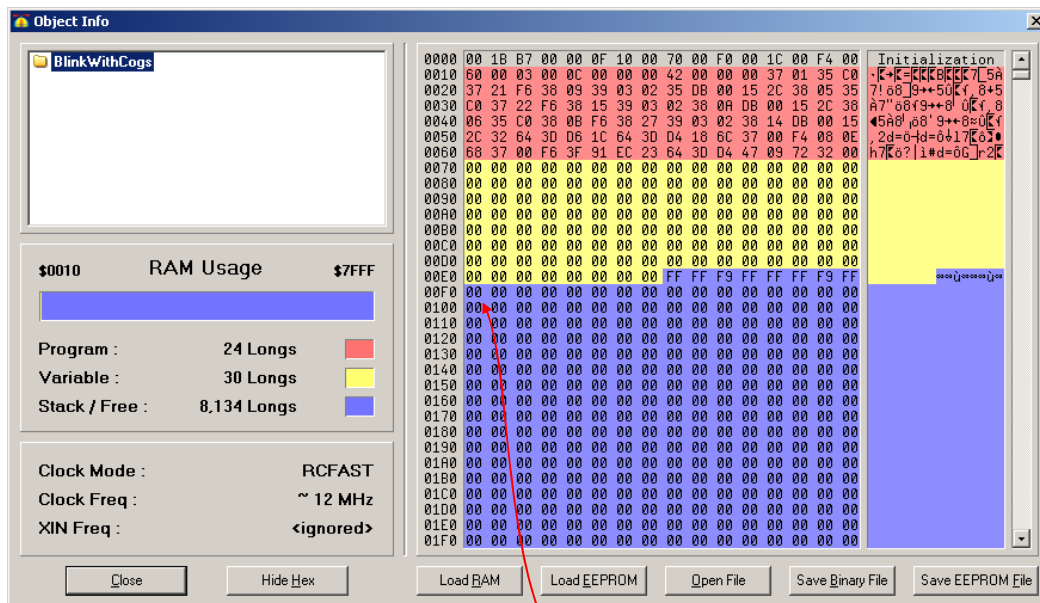 Object Info
BlinkWithCogs
$0010 RAM Usage $7FFF
Program : 24 Longs
Variable : 30 Longs
Stack / Free : 8,134 Longs
Clock Mode : RCFAST
Clock Freq : ~ 12 MHz
XIN Freq : <ignored>
0000 00 1B B7 00 00 0F 10 00 70 00 F0 00 1C 00 F4 00 Initialization
0010 60 00 03 00 0C 00 00 00 42 00 00 00 37 01 35 C0
0020 37 21 F6 38 09 39 03 02 35 DB 00 15 2C 38 05 35
0030 C0 37 22 F6 38 15 39 03 02 38 0A DB 00 15 2C 38
0040 06 35 C0 38 0B F6 38 27 39 03 02 38 14 DB 00 15
0050 2C 32 64 3D D6 1C 64 3D D4 18 6C 37 00 F4 08 0E
0060 68 37 00 F6 3F 91 EC 23 64 3D D4 47 09 72 32 00
0070 00 00 00 00 00 00 00 00 00 00 00 00 00 00 00 00
0080 00 00 00 00 00 00 00 00 00 00 00 00 00 00 00 00
0090 00 00 00 00 00 00 00 00 00 00 00 00 00 00 00 00
00A0 00 00 00 00 00 00 00 00 00 00 00 00 00 00 00 00
00B0 00 00 00 00 00 00 00 00 00 00 00 00 00 00 00 00
00C0 00 00 00 00 00 00 00 00 00 00 00 00 00 00 00 00
00D0 00 00 00 00 00 00 00 00 00 00 00 00 00 00 00 00
00E0 00 00 00 00 00 00 00 00 FF FF F9 FF FF FF F9 FF
00F0 00 00 00 00 00 00 00 00 00 00 00 00 00 00 00 00
0100 00 00 00 00 00 00 00 00 00 00 00 00 00 00 00 00
0110 00 00 00 00 00 00 00 00 00 00 00 00 00 00 00 00
0120 00 00 00 00 00 00 00 00 00 00 00 00 00 00 00 00
0130 00 00 00 00 00 00 00 00 00 00 00 00 00 00 00 00
0140 00 00 00 00 00 00 00 00 00 00 00 00 00 00 00 00
0150 00 00 00 00 00 00 00 00 00 00 00 00 00 00 00 00
0160 00 00 00 00 00 00 00 00 00 00 00 00 00 00 00 00
0170 00 00 00 00 00 00 00 00 00 00 00 00 00 00 00 00
0180 00 00 00 00 00 00 00 00 00 00 00 00 00 00 00 00
0190 00 00 00 00 00 00 00 00 00 00 00 00 00 00 00 00
01A0 00 00 00 00 00 00 00 00 00 00 00 00 00 00 00 00
01B0 00 00 00 00 00 00 00 00 00 00 00 00 00 00 00 00
01C0 00 00 00 00 00 00 00 00 00 00 00 00 00 00 00 00
01D0 00 00 00 00 00 00 00 00 00 00 00 00 00 00 00 00
01E0 00 00 00 00 00 00 00 00 00 00 00 00 00 00 00 00
01F0 00 00 00 00 00 00 00 00 00 00 00 00 00 00 00 00
Close Hide Hex Load RAM Load EEPROM Open File Save Binary File Save EEPROM File